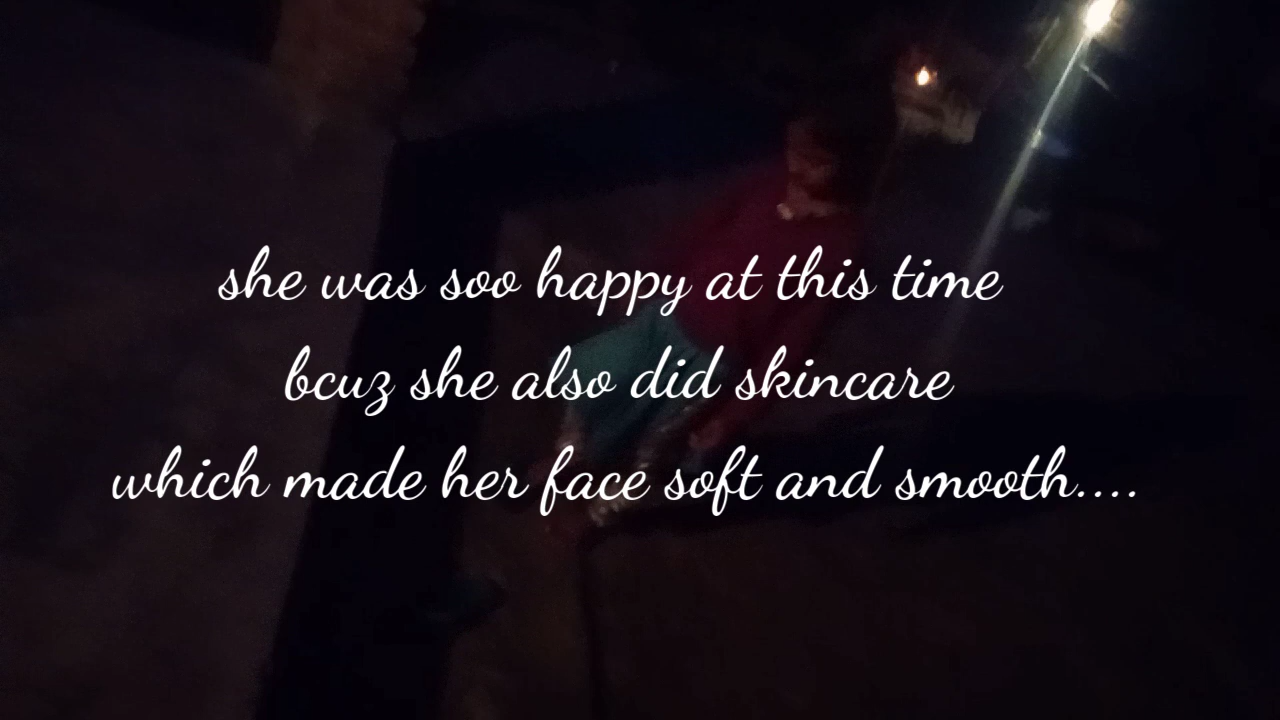 she was soo happy at this time
bcuz she also did skincare
which made her face soft and smooth....